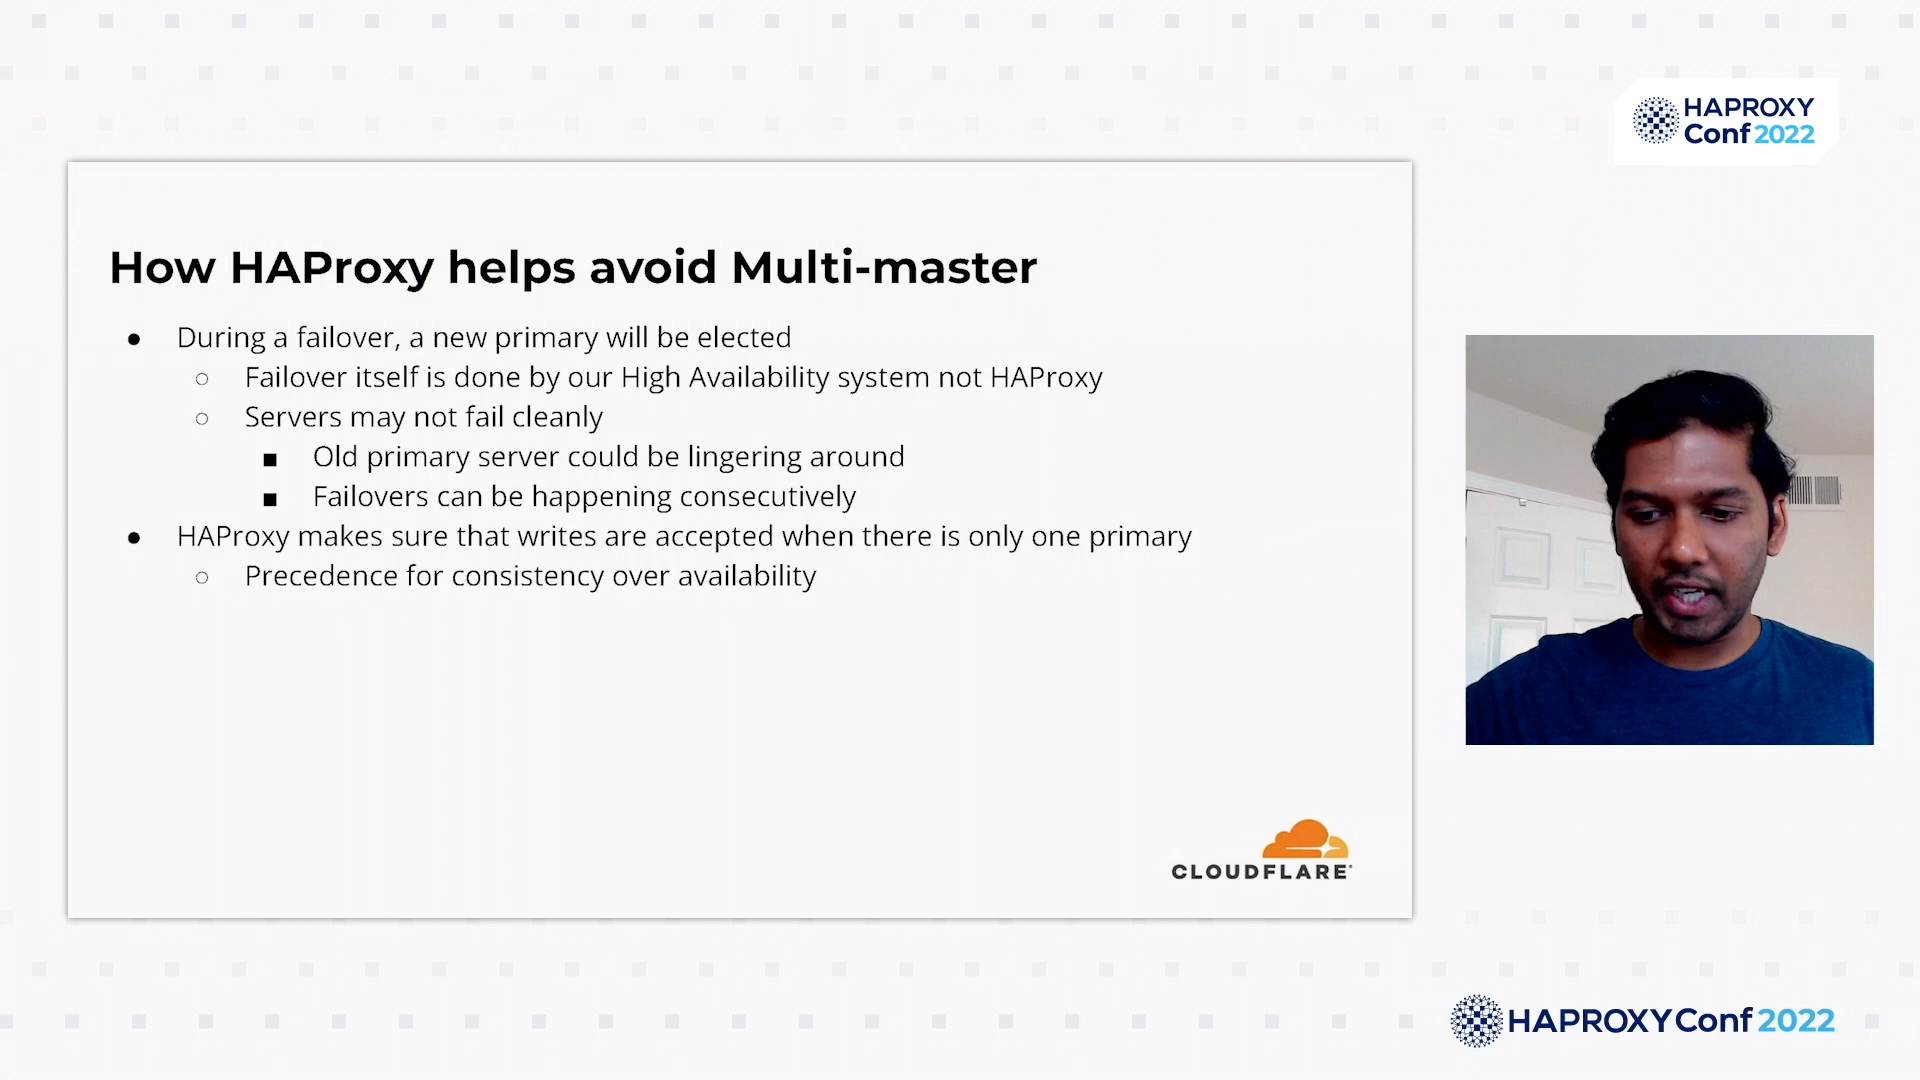 HAPROXY
Conf 2022
How HAProxy helps avoid Multi-master
● During a failover, a new primary will be elected
○ Failover itself is done by our High Availability system not HAProxy
○ Servers may not fail cleanly
■ Old primary server could be lingering around
■ Failovers can be happening consecutively
● HAProxy makes sure that writes are accepted when there is only one primary
○ Precedence for consistency over availability
CLOUDFLARE
HAPROXYConf 2022